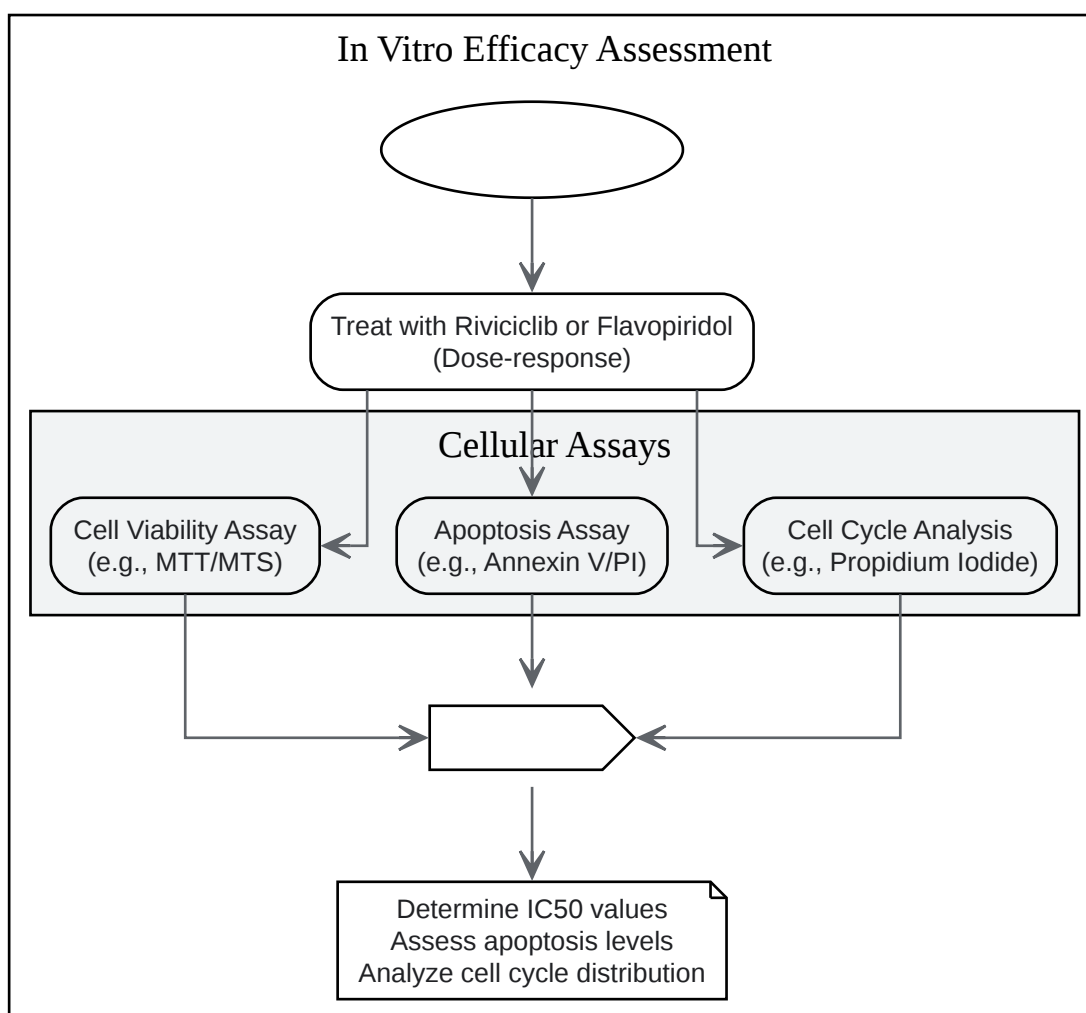 In Vitro Efficacy Assessment
Treat with Riviciclib or Flavopiridol
(Dose-response)
Cellular Assays
Cell Viability Assay
(e.g., MTT/MTS)
Apoptosis Assay
(e.g., Annexin V/PI)
Cell Cycle Analysis
(e.g., Propidium Iodide)
Determine IC50 values
Assess apoptosis levels
Analyze cell cycle distribution